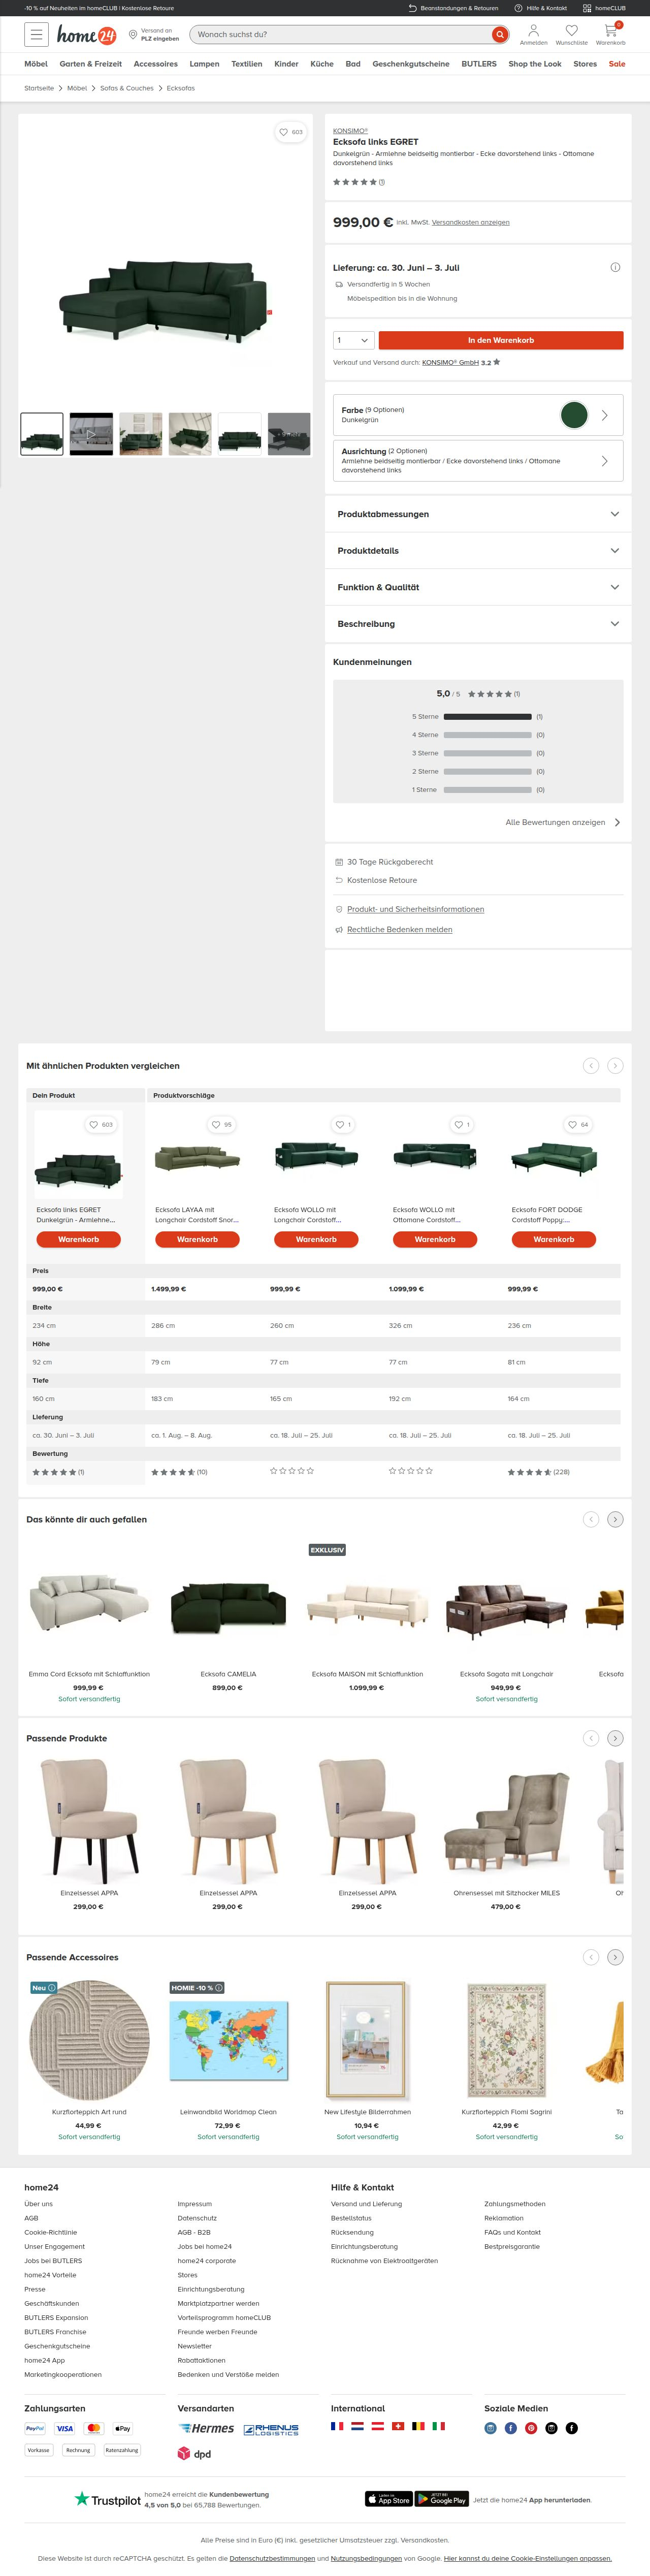 -10 % auf Neuheiten im homeCLUB I Kostenlose Retoure
Beanstandungen & Retouren
Hilfe & Kontakt
homeCLUB
home24
Versand an
PLZ eingeben
Wonach suchst du?
Anmelden
Wunschliste
0
Warenkorb
Möbel Garten & Freizeit Accessoires Lampen Textilien Kinder Küche Bad Geschenkgutscheine BUTLERS Shop the Look Stores Sale
Startseite Möbel Sofas & Couches Ecksofas
603
KONSIMO®
Ecksofa links EGRET
Dunkelgrün - Armlehne beidseitig montierbar - Ecke davorstehend links - Ottomane
davorstehend links
(1)
999,00 € inkl. MwSt. Versandkosten anzeigen
Lieferung: ca. 30. Juni – 3. Juli
Versandfertig in 5 Wochen
Möbelspedition bis in die Wohnung
1
In den Warenkorb
Verkauf und Versand durch: KONSIMO® GmbH 3.2
Farbe (9 Optionen)
Dunkelgrün
Ausrichtung (2 Optionen)
Armlehne beidseitig montierbar / Ecke davorstehend links / Ottomane
davorstehend links
Produktabmessungen
Produktdetails
Funktion & Qualität
Beschreibung
Kundenmeinungen
5,0 / 5 (1)
5 Sterne (1)
4 Sterne (0)
3 Sterne (0)
2 Sterne (0)
1 Sterne (0)
Alle Bewertungen anzeigen
30 Tage Rückgaberecht
Kostenlose Retoure
Produkt- und Sicherheitsinformationen
Rechtliche Bedenken melden
Mit ähnlichen Produkten vergleichen
Dein Produkt Produktvorschläge
603 95 1 1 64
Ecksofa links EGRET
Dunkelgrün - Armlehne...
Warenkorb
Ecksofa LAYAA mit
Longchair Cordstoff Snor...
Warenkorb
Ecksofa WOLLO mit
Longchair Cordstoff...
Warenkorb
Ecksofa WOLLO mit
Ottomane Cordstoff...
Warenkorb
Ecksofa FORT DODGE
Cordstoff Poppy:...
Warenkorb
Preis
999,00 € 1.499,99 € 999,99 € 1.099,99 € 999,99 €
Breite
234 cm 286 cm 260 cm 326 cm 236 cm
Höhe
92 cm 79 cm 77 cm 77 cm 81 cm
Tiefe
160 cm 183 cm 165 cm 192 cm 164 cm
Lieferung
ca. 30. Juni – 3. Juli ca. 1. Aug. – 8. Aug. ca. 18. Juli – 25. Juli ca. 18. Juli – 25. Juli ca. 18. Juli – 25. Juli
Bewertung
(1) (10) (228)
Das könnte dir auch gefallen
EXKLUSIV
Emma Cord Ecksofa mit Schlaffunktion
999,99 €
Sofort versandfertig
Ecksofa CAMELIA
899,00 €
Ecksofa MAISON mit Schlaffunktion
1.099,99 €
Ecksofa Sagata mit Longchair
949,99 €
Sofort versandfertig
Ecksofa
Passende Produkte
Einzelsessel APPA
299,00 €
Einzelsessel APPA
299,00 €
Einzelsessel APPA
299,00 €
Ohrensessel mit Sitzhocker MILES
479,00 €
Oh
Passende Accessoires
Neu
HOMIE -10 %
Kurzflorteppich Art rund
44,99 €
Sofort versandfertig
Leinwandbild Worldmap Clean
72,99 €
Sofort versandfertig
New Lifestyle Bilderrahmen
10,94 €
Sofort versandfertig
Kurzflorteppich Flomi Sagrini
42,99 €
Sofort versandfertig
Ta
So
home24
Über uns
AGB
Cookie-Richtlinie
Unser Engagement
Jobs bei BUTLERS
home24 Vorteile
Presse
Geschäftskunden
BUTLERS Expansion
BUTLERS Franchise
Geschenkgutscheine
home24 App
Marketingkooperationen
Impressum
Datenschutz
AGB - B2B
Jobs bei home24
home24 corporate
Stores
Einrichtungsberatung
Marktplatzpartner werden
Vorteilsprogramm homeCLUB
Freunde werben Freunde
Newsletter
Rabattaktionen
Bedenken und Verstöße melden
Hilfe & Kontakt
Versand und Lieferung
Bestellstatus
Rücksendung
Einrichtungsberatung
Rücknahme von Elektroaltgeräten
Zahlungsmethoden
Reklamation
FAQs und Kontakt
Bestpreisgarantie
Zahlungsarten
PayPal VISA mastercard Pay
Vorkasse Rechnung Ratenzahlung
Versandarten
Hermes RHENUS LOGISTICS
dpd
International
Soziale Medien
Trustpilot
home24 erreicht die Kundenbewertung
4,5 von 5,0 bei 65,788 Bewertungen.
Laden im
App Store
JETZT BEI
Google Play
Jetzt die home24 App herunterladen.
Alle Preise sind in Euro (€) inkl. gesetzlicher Umsatzsteuer zzgl. Versandkosten.
Diese Website ist durch reCAPTCHA geschützt. Es gelten die Datenschutzbestimmungen und Nutzungsbedingungen von Google. Hier kannst du deine Cookie-Einstellungen anpassen.